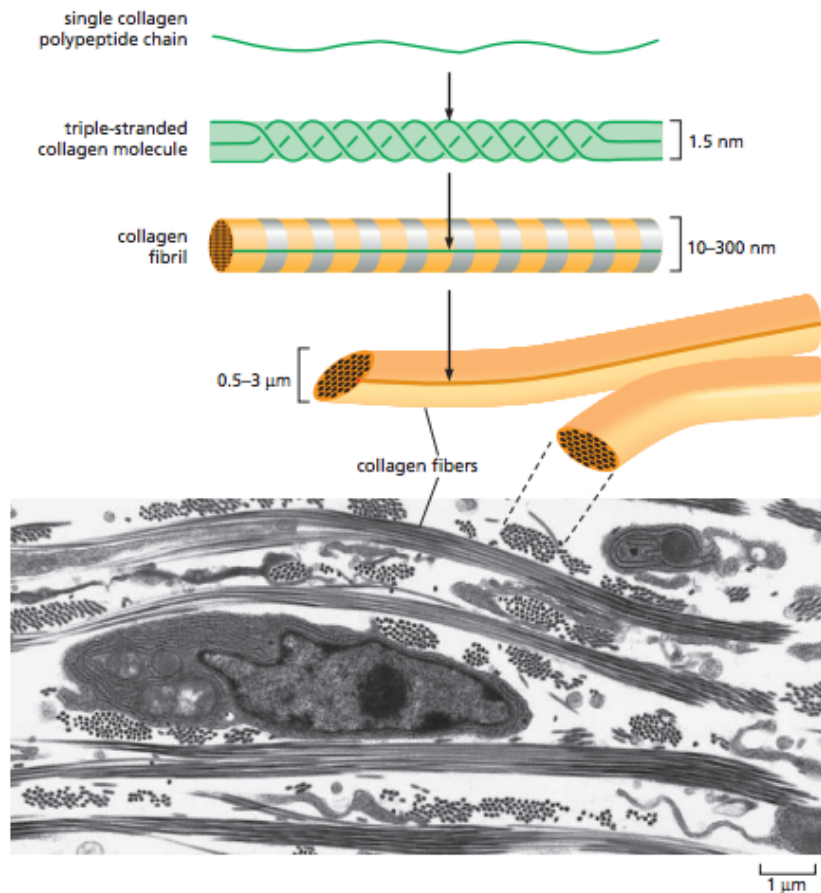 single collagen
polypeptide chain
triple-stranded
collagen molecule
1.5 nm
collagen
fibril
10–300 nm
0.5–3 μm
collagen fibers
1 μm